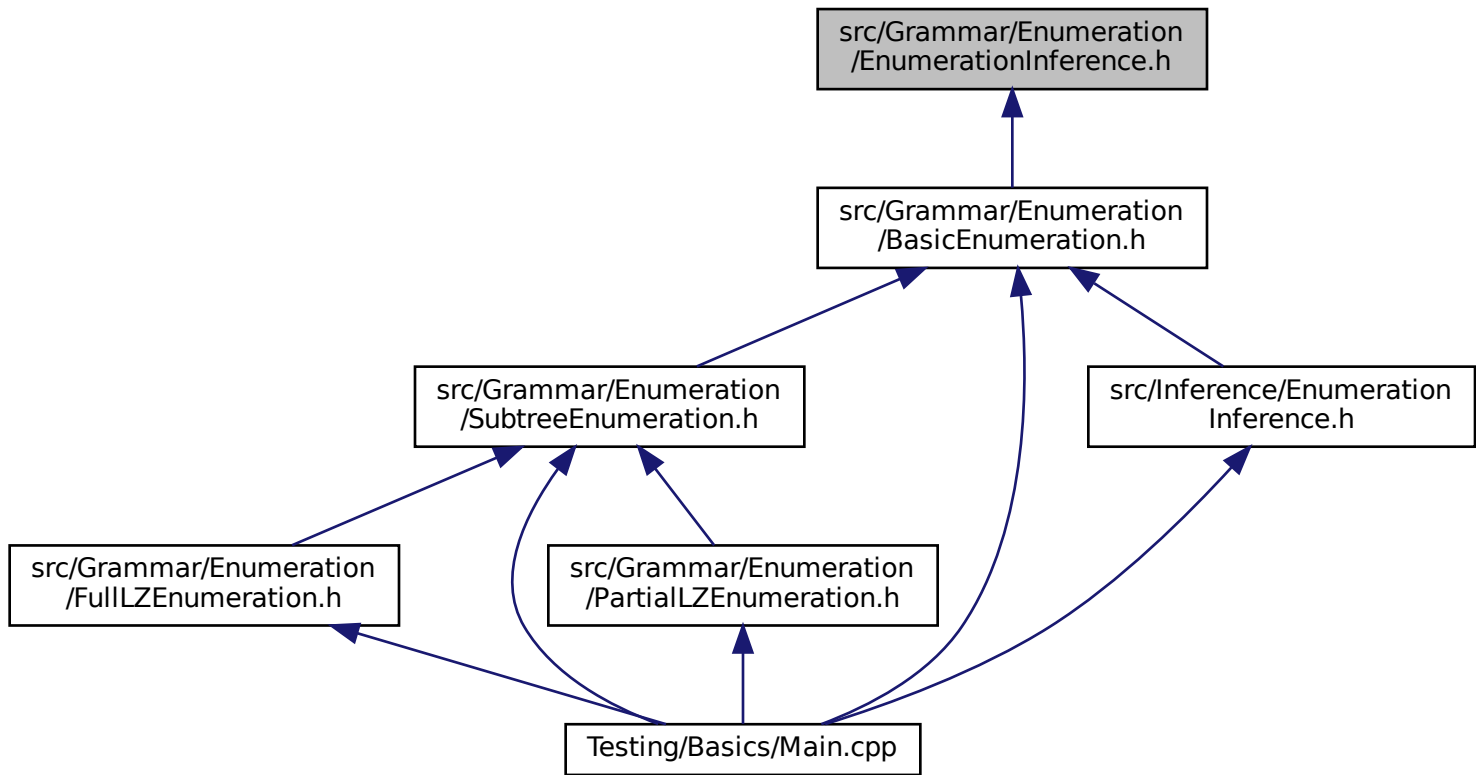 src/Grammar/Enumeration
/EnumerationInference.h
src/Grammar/Enumeration
/BasicEnumeration.h
src/Grammar/Enumeration
/SubtreeEnumeration.h
src/Inference/Enumeration
Inference.h
src/Grammar/Enumeration
/FullLZEnumeration.h
src/Grammar/Enumeration
/PartialLZEnumeration.h
Testing/Basics/Main.cpp